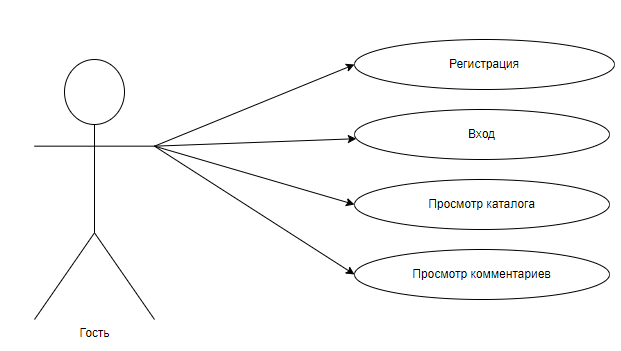 Регистрация
Вход
Просмотр каталога
Просмотр комментариев
Гость